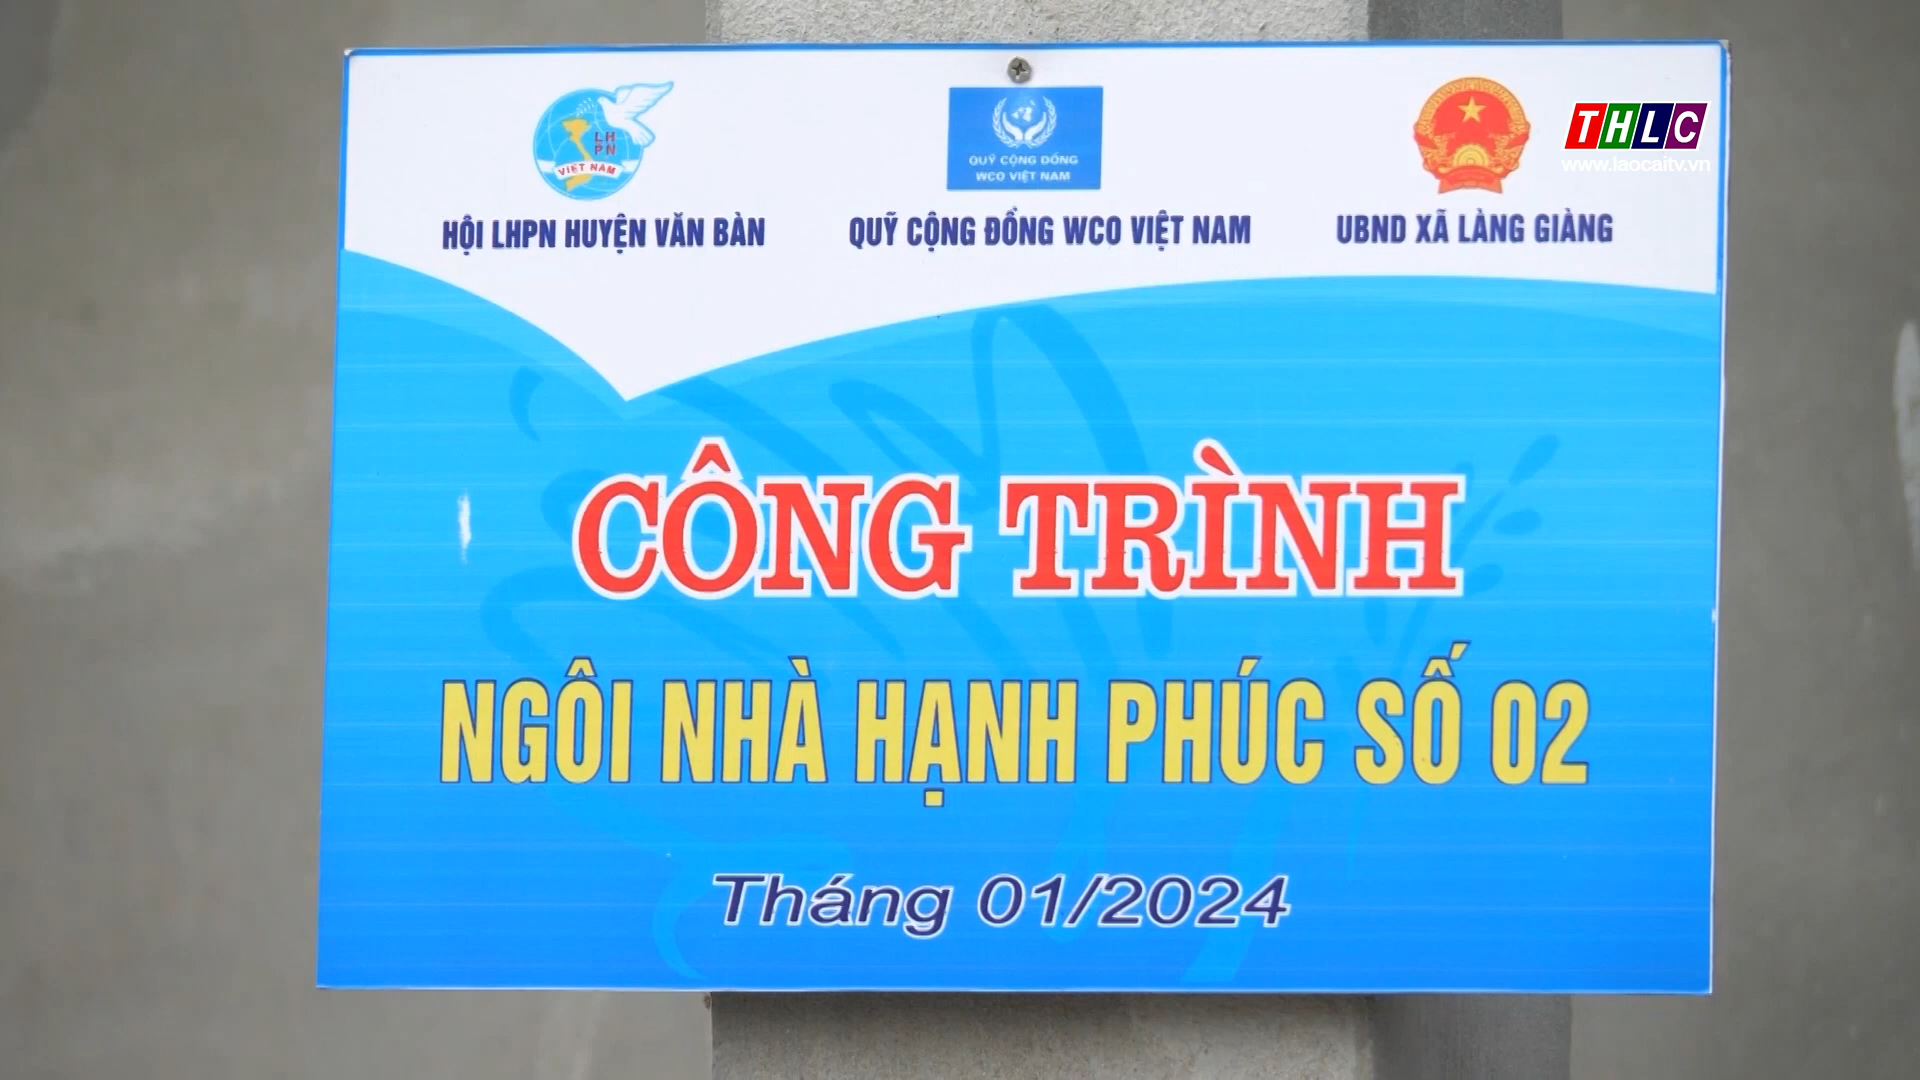 LH
PN
VIỆT NAM
QUỸ CỘNG ĐỒNG
WCO VIỆT NAM
THLC
www.laocaitv.vn
HỘI LHPN HUYỆN VĂN BÀN
QUỸ CỘNG ĐỒNG WCO VIỆT NAM
UBND XÃ LÀNG GIÀNG
CÔNG TRÌNH
NGÔI NHÀ HẠNH PHÚC SỐ 02
Tháng 01/2024